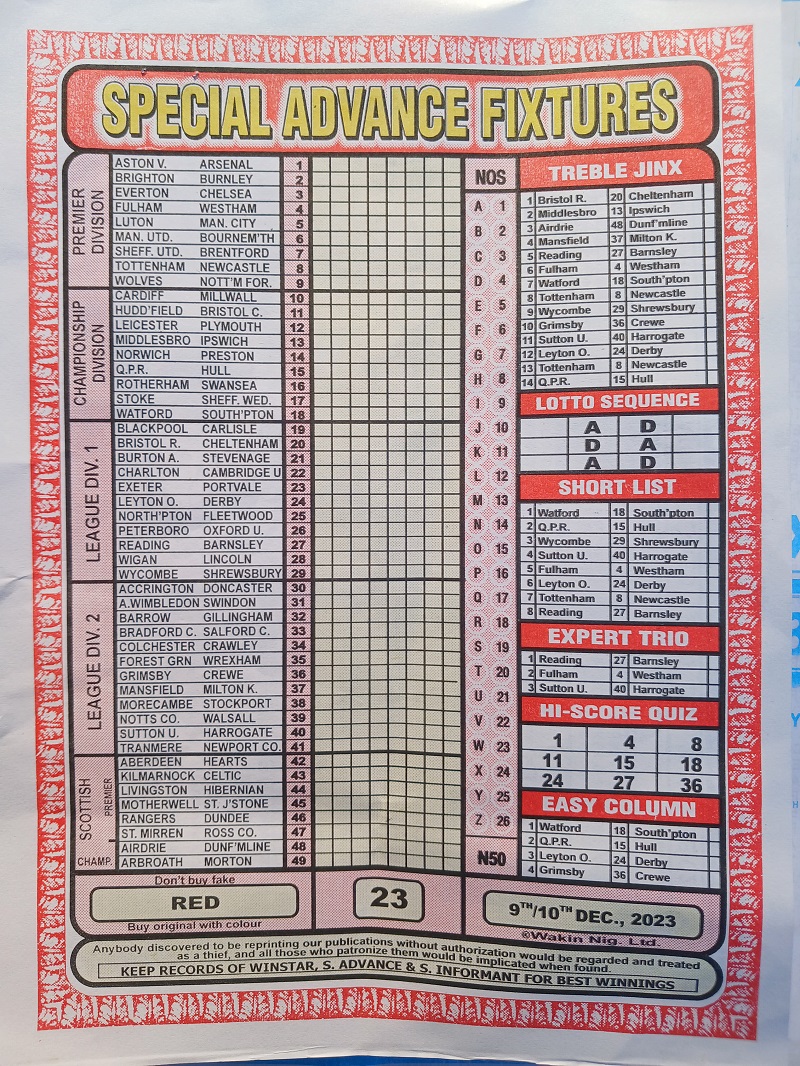 SPECIAL ADVANCE FIXTURES
PREMIER DIVISION
ASTON V. ARSENAL 1
BRIGHTON BURNLEY 2
EVERTON CHELSEA 3
FULHAM WESTHAM 4
LUTON MAN. CITY 5
MAN. UTD. BOURNEM'TH 6
SHEFF. UTD. BRENTFORD 7
TOTTENHAM NEWCASTLE 8
WOLVES NOTT'M FOR. 9
CHAMPIONSHIP DIVISION
CARDIFF MILLWALL 10
HUDD'FIELD BRISTOL C. 11
LEICESTER PLYMOUTH 12
MIDDLESBRO IPSWICH 13
NORWICH PRESTON 14
Q.P.R. HULL 15
ROTHERHAM SWANSEA 16
STOKE SHEFF. WED. 17
WATFORD SOUTH'PTON 18
LEAGUE DIV. 1
BLACKPOOL CARLISLE 19
BRISTOL R. CHELTENHAM 20
BURTON A. STEVENAGE 21
CHARLTON CAMBRIDGE U 22
EXETER PORTVALE 23
LEYTON O. DERBY 24
NORTH'PTON FLEETWOOD 25
PETERBORO OXFORD U. 26
READING BARNSLEY 27
WIGAN LINCOLN 28
WYCOMBE SHREWSBURY 29
LEAGUE DIV. 2
ACCRINGTON DONCASTER 30
A.WIMBLEDON SWINDON 31
BARROW GILLINGHAM 32
BRADFORD C. SALFORD C. 33
COLCHESTER CRAWLEY 34
FOREST GRN WREXHAM 35
GRIMSBY CREWE 36
MANSFIELD MILTON K. 37
MORECAMBE STOCKPORT 38
NOTTS CO. WALSALL 39
SUTTON U. HARROGATE 40
TRANMERE NEWPORT CO. 41
SCOTTISH PREMIER
ABERDEEN HEARTS 42
KILMARNOCK CELTIC 43
LIVINGSTON HIBERNIAN 44
MOTHERWELL ST. J'STONE 45
RANGERS DUNDEE 46
ST. MIRREN ROSS CO. 47
CHAMP.
AIRDRIE DUNF'MLINE 48
ARBROATH MORTON 49
NOS
A 1
B 2
C 3
D 4
E 5
F 6
G 7
H 8
I 9
J 10
K 11
L 12
M 13
N 14
O 15
P 16
Q 17
R 18
S 19
T 20
U 21
V 22
W 23
X 24
Y 25
Z 26
N50
TREBLE JINX
1 Bristol R. 20 Cheltenham
2 Middlesbro 13 Ipswich
3 Airdrie 48 Dunf'mline
4 Mansfield 37 Milton K.
5 Reading 27 Barnsley
6 Fulham 4 Westham
7 Watford 18 South'pton
8 Tottenham 8 Newcastle
9 Wycombe 29 Shrewsbury
10 Grimsby 36 Crewe
11 Sutton U. 40 Harrogate
12 Leyton O. 24 Derby
13 Tottenham 8 Newcastle
14 Q.P.R. 15 Hull
LOTTO SEQUENCE
A D
D A
A D
SHORT LIST
1 Watford 18 South'pton
2 Q.P.R. 15 Hull
3 Wycombe 29 Shrewsbury
4 Sutton U. 40 Harrogate
5 Fulham 4 Westham
6 Leyton O. 24 Derby
7 Tottenham 8 Newcastle
8 Reading 27 Barnsley
EXPERT TRIO
1 Reading 27 Barnsley
2 Fulham 4 Westham
3 Sutton U. 40 Harrogate
HI-SCORE QUIZ
1 4 8
11 15 18
24 27 36
EASY COLUMN
1 Watford 18 South'pton
2 Q.P.R. 15 Hull
3 Leyton O. 24 Derby
4 Grimsby 36 Crewe
Don't buy fake
RED
Buy original with colour
23
9TH/10TH DEC., 2023
©Wakin Nig. Ltd.
Anybody discovered to be reprinting our publications without authorization would be regarded and treated
as a thief, and all those who patronize them would be implicated when found.
KEEP RECORDS OF WINSTAR, S. ADVANCE & S. INFORMANT FOR BEST WINNINGS